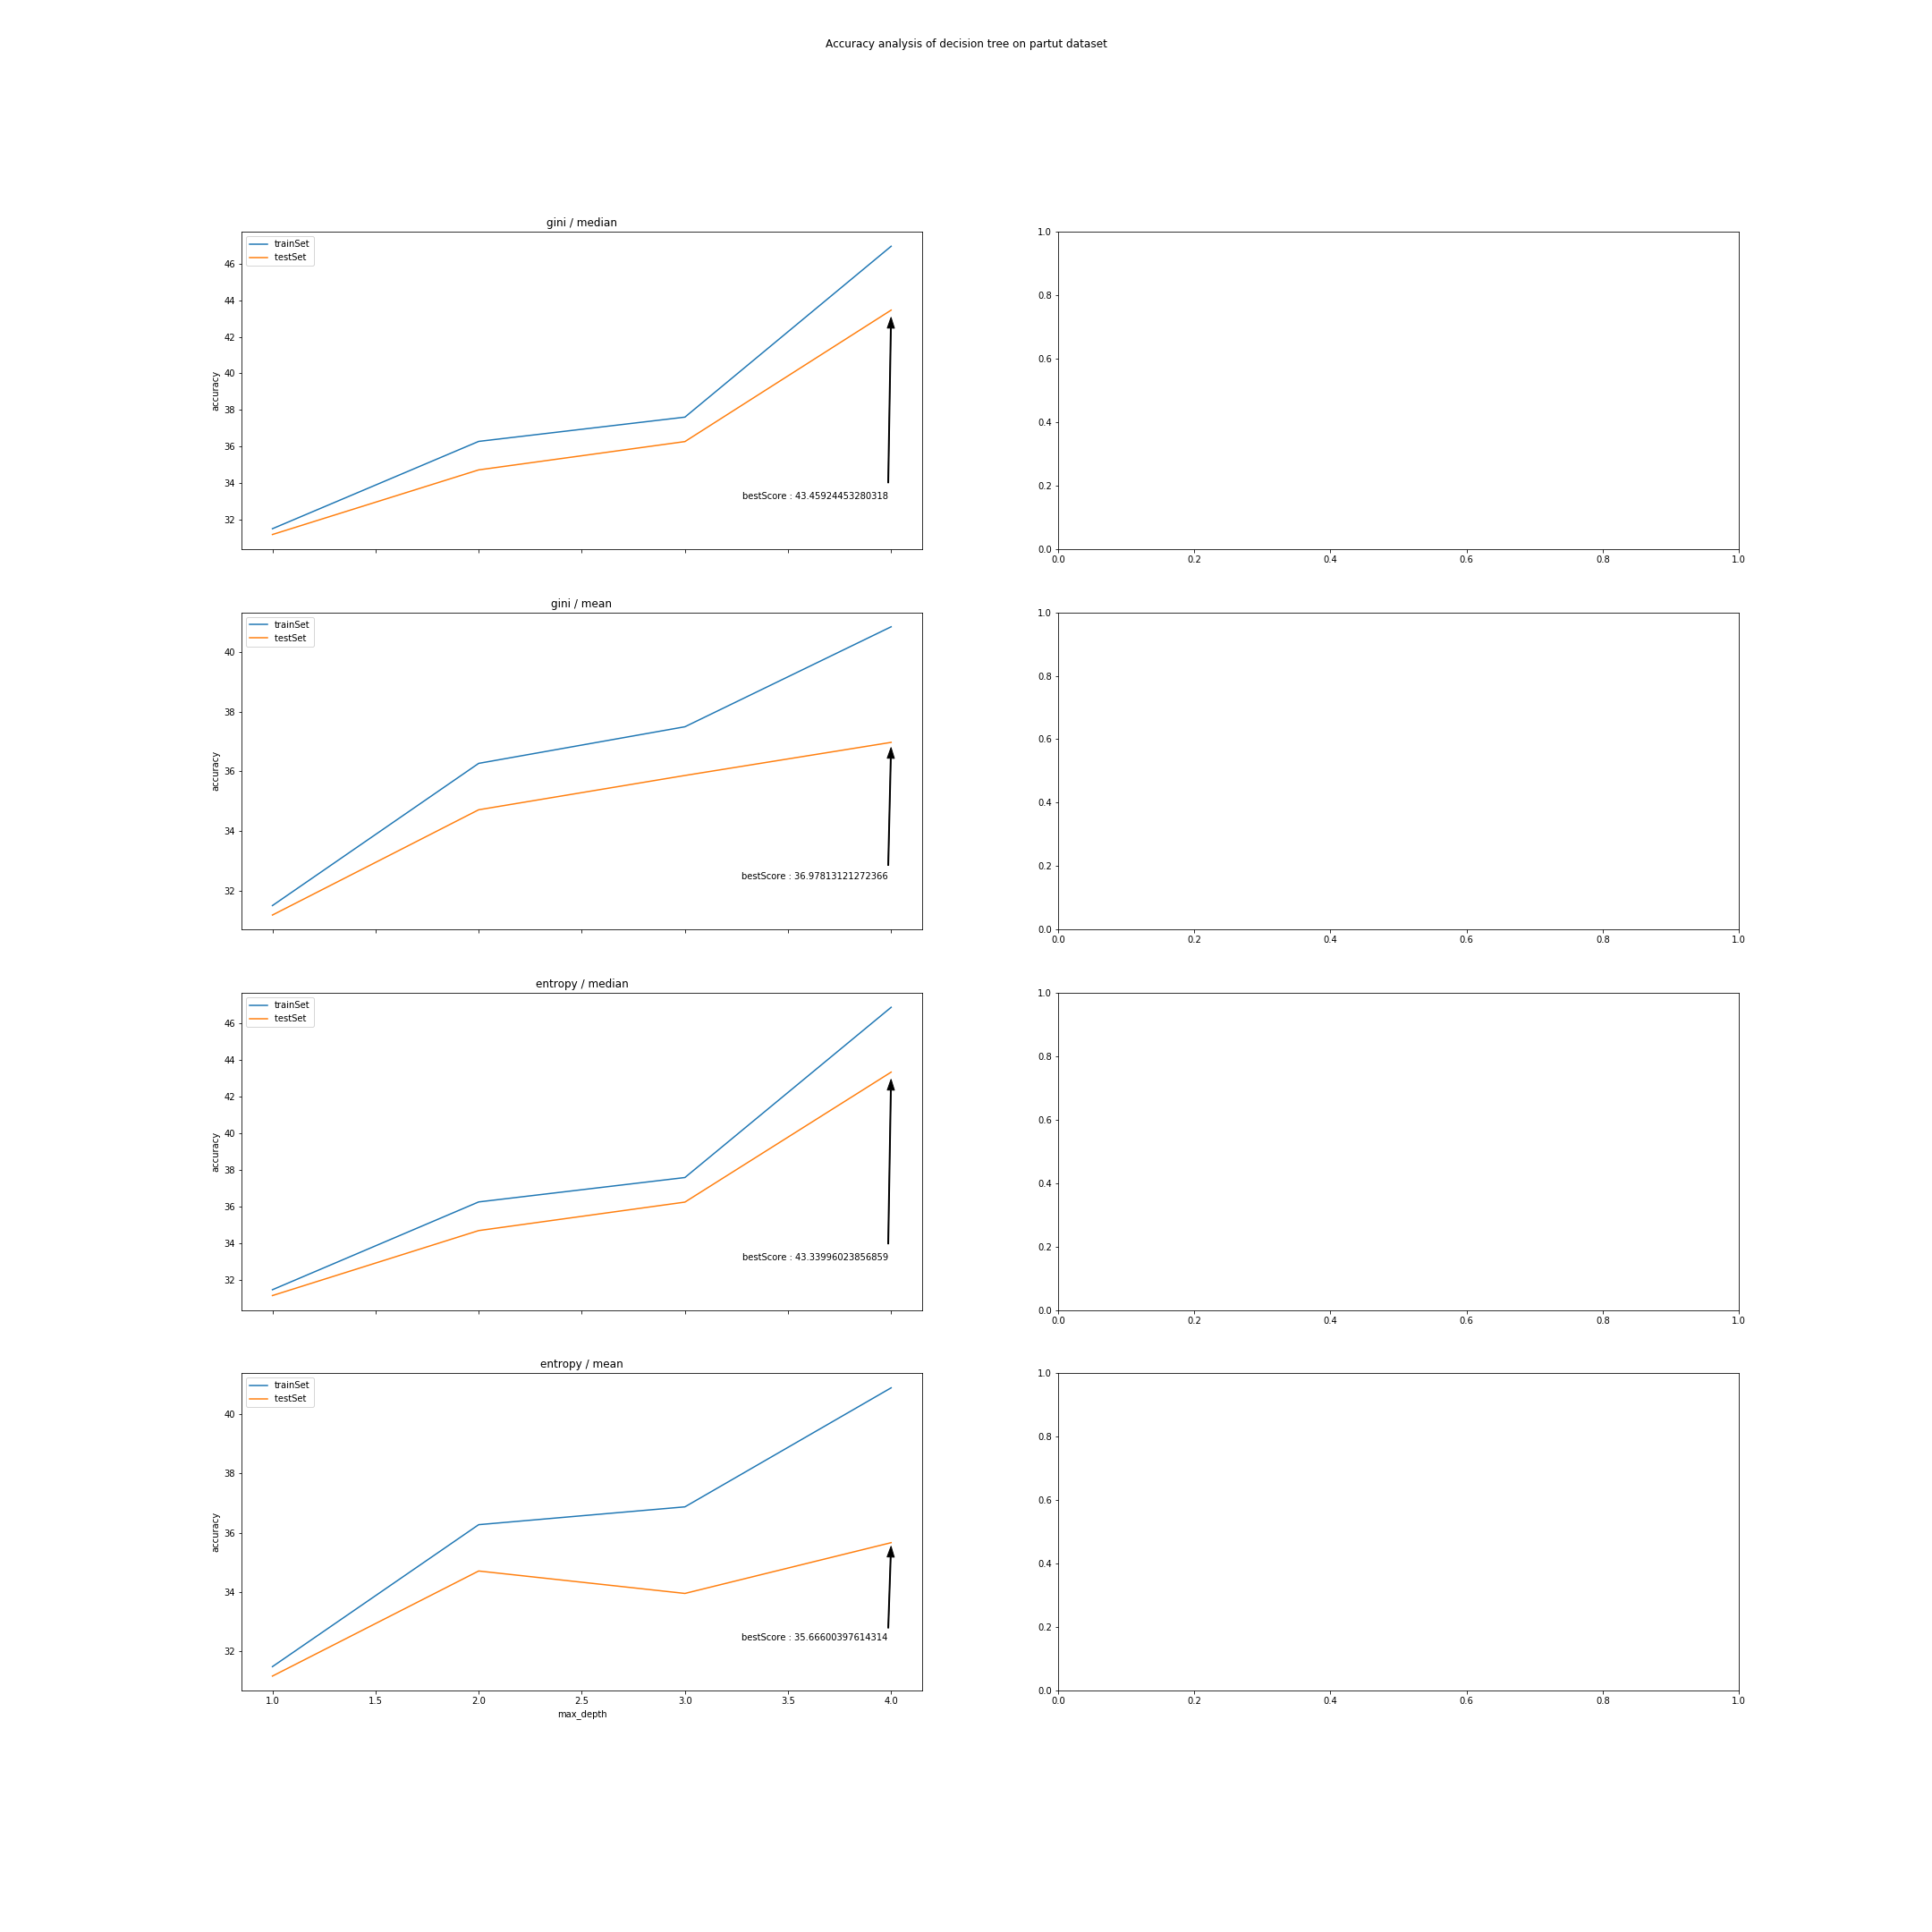 Accuracy analysis of decision tree on partut dataset
gini / median
trainSet
testSet
46
44
42
40
38
36
34
32
accuracy
bestScore : 43.45924453280318
1.0
0.8
0.6
0.4
0.2
0.0
0.0 0.2 0.4 0.6 0.8 1.0
gini / mean
trainSet
testSet
40
38
36
34
32
accuracy
bestScore : 36.97813121272366
1.0
0.8
0.6
0.4
0.2
0.0
0.0 0.2 0.4 0.6 0.8 1.0
entropy / median
trainSet
testSet
46
44
42
40
38
36
34
32
accuracy
bestScore : 43.33996023856859
1.0
0.8
0.6
0.4
0.2
0.0
0.0 0.2 0.4 0.6 0.8 1.0
entropy / mean
trainSet
testSet
40
38
36
34
32
accuracy
bestScore : 35.66600397614314
1.0 1.5 2.0 2.5 3.0 3.5 4.0
max_depth
1.0
0.8
0.6
0.4
0.2
0.0
0.0 0.2 0.4 0.6 0.8 1.0